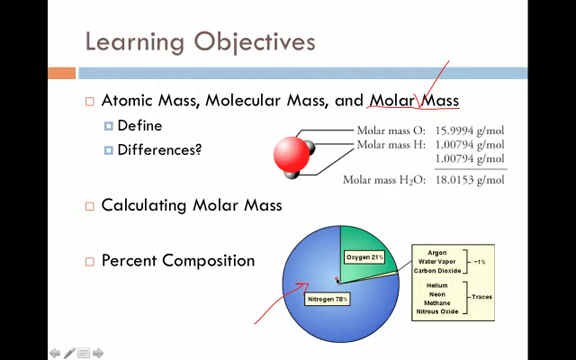 Learning Objectives
Atomic Mass, Molecular Mass, and Molar Mass
Define
Differences?
Molar mass O: 15.9994 g/mol
Molar mass H: 1.00794 g/mol
1.00794 g/mol
Molar mass H₂O: 18.0153 g/mol
Calculating Molar Mass
Percent Composition
Oxygen 21%
Nitrogen 78%
Argon
Water Vapor
Carbon Dioxide
~1%
Helium
Neon
Methane
Nitrous Oxide
Traces